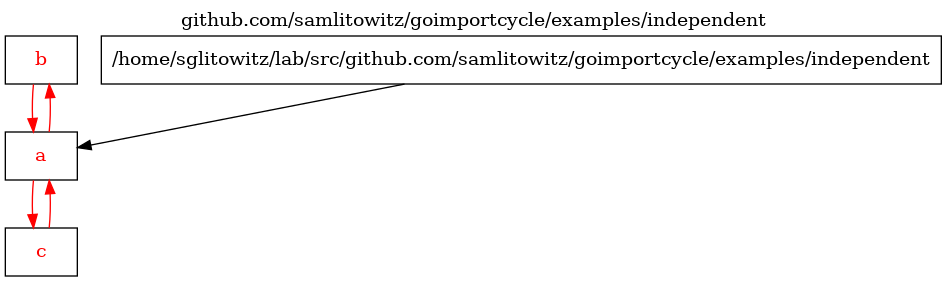 github.com/samlitowitz/goimportcycle/examples/independent
b
/home/sglitowitz/lab/src/github.com/samlitowitz/goimportcycle/examples/independent
a
c